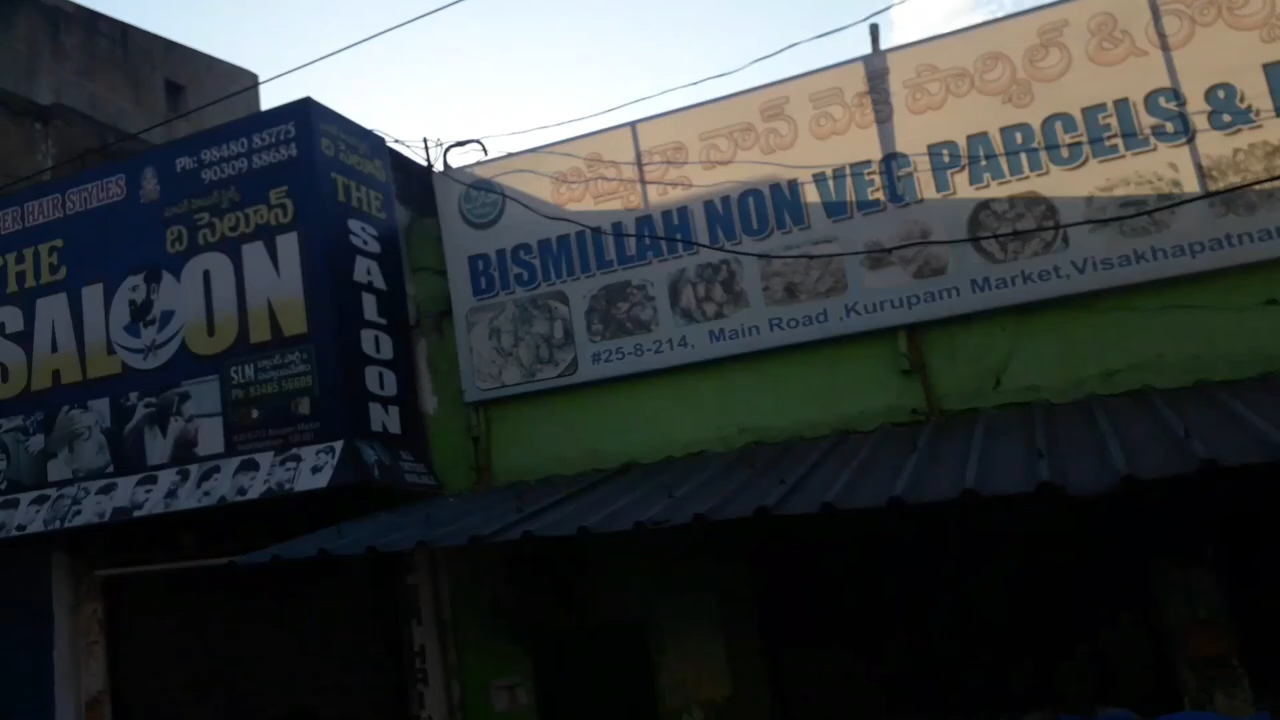 ER HAIR STYLES
Ph: 98480 85775
90309 88684
ది సెలూన్
THE
SALOON
SLN
Ph: 93465 56609
ది సెలూన్
THE
SALOON
బిస్మిల్లా నాన్ వెజ్ పార్శిల్ & రోల్స్
BISMILLAH NON VEG PARCELS &
#25-8-214, Main Road ,Kurupam Market,Visakhapatnam